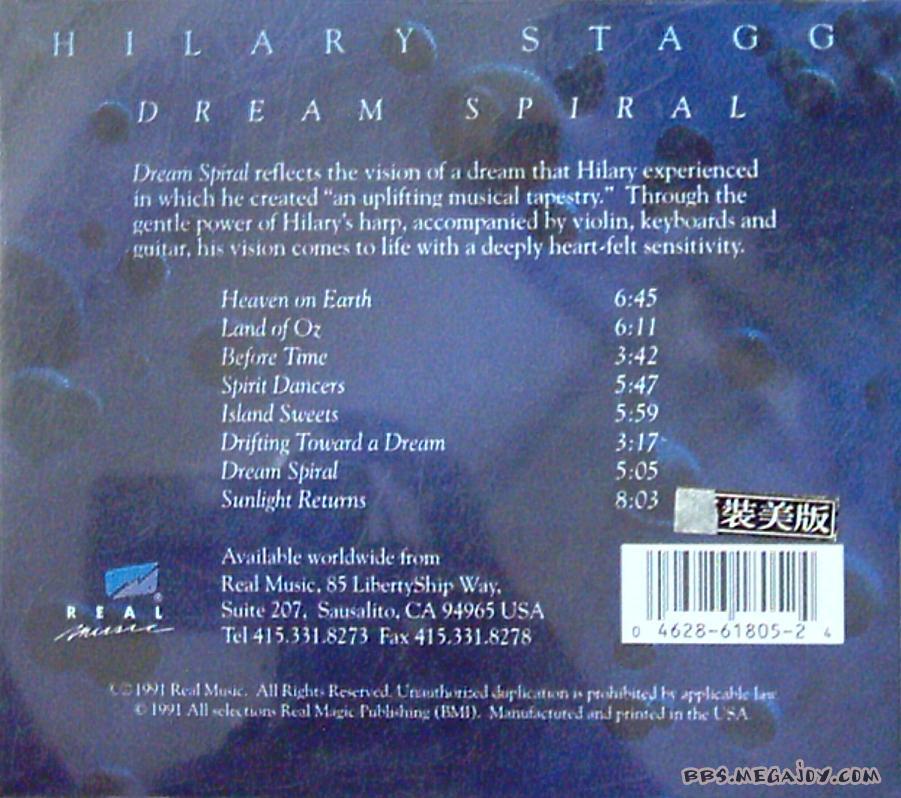 HILARY STAGG
DREAM SPIRAL
Dream Spiral reflects the vision of a dream that Hilary experienced
in which he created “an uplifting musical tapestry.” Through the
gentle power of Hilary's harp, accompanied by violin, keyboards and
guitar, his vision comes to life with a deeply heart-felt sensitivity.
Heaven on Earth 6:45
Land of Oz 6:11
Before Time 3:42
Spirit Dancers 5:47
Island Sweets 5:59
Drifting Toward a Dream 3:17
Dream Spiral 5:05
Sunlight Returns 8:03
裝美版
Available worldwide from
Real Music, 85 LibertyShip Way,
Suite 207, Sausalito, CA 94965 USA
Tel 415.331.8273 Fax 415.331.8278
REAL
music
®
0 4628-61805-2 4
©℗1991 Real Music. All Rights Reserved. Unauthorized duplication is prohibited by applicable law.
© 1991 All selections Real Magic Publishing (BMI). Manufactured and printed in the USA.
BBS.MEGAJOY.COM